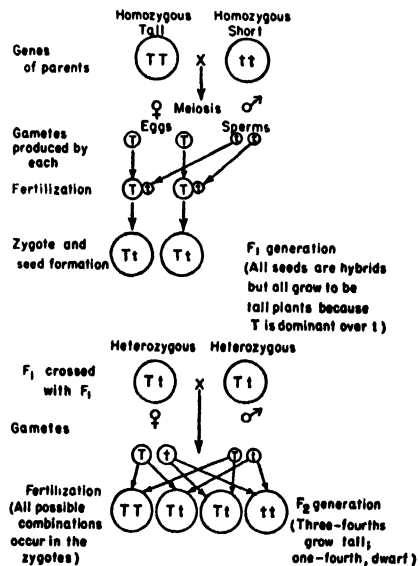 Homozygous Homozygous
Tall Short
Genes
of parents
TT X tt
♀ Meiosis ♂
Eggs Sperms
Gametes
produced by
each
T T t t
Fertilization
T t T t
Zygote and
seed formation
Tt Tt
F₁ generation
(All seeds are hybrids
but all grow to be
tall plants because
T is dominant over t)
Heterozygous Heterozygous
F₁ crossed
with F₁
Tt X Tt
♀ ♂
Gametes
T t T t
Fertilization
(All possible
combinations
occur in the
zygotes)
TT Tt Tt tt
F₂ generation
(Three-fourths
grow tall;
one-fourth, dwarf)